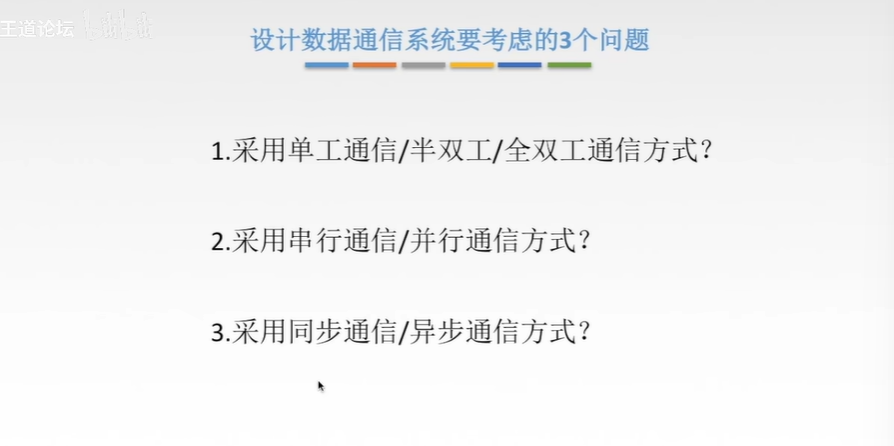 王道论坛
设计数据通信系统要考虑的3个问题
1.采用单工通信/半双工/全双工通信方式？
2.采用串行通信/并行通信方式？
3.采用同步通信/异步通信方式？